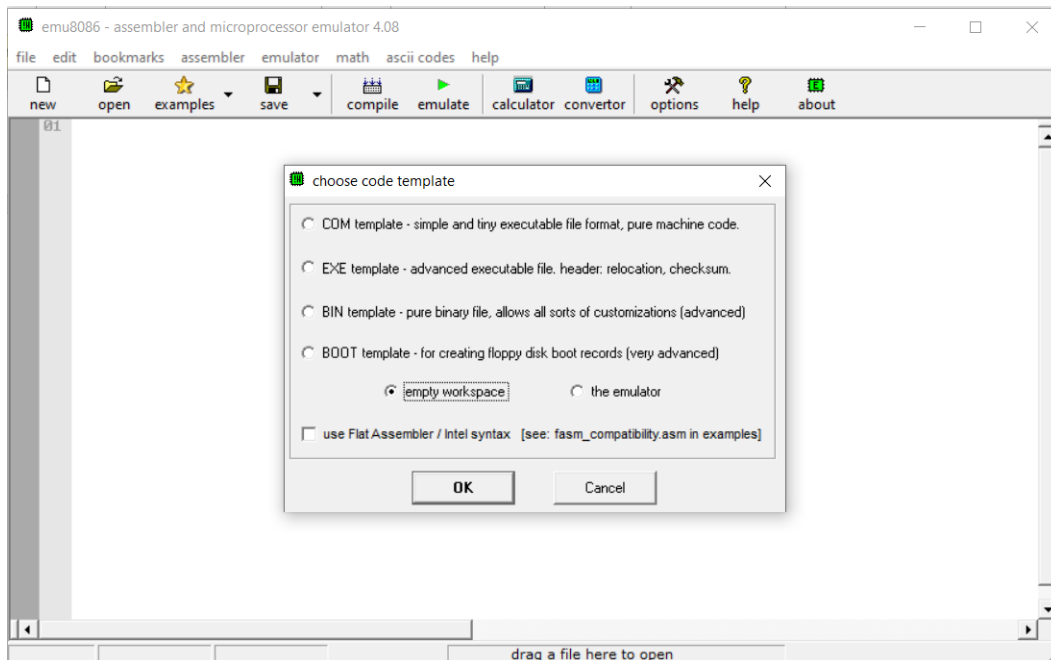 emu8086 - assembler and microprocessor emulator 4.08
file edit bookmarks assembler emulator math ascii codes help
new open examples save compile emulate calculator convertor options help about
01
choose code template
COM template - simple and tiny executable file format, pure machine code.
EXE template - advanced executable file. header: relocation, checksum.
BIN template - pure binary file, allows all sorts of customizations (advanced)
BOOT template - for creating floppy disk boot records (very advanced)
empty workspace the emulator
use Flat Assembler / Intel syntax [see: fasm_compatibility.asm in examples]
OK Cancel
drag a file here to open